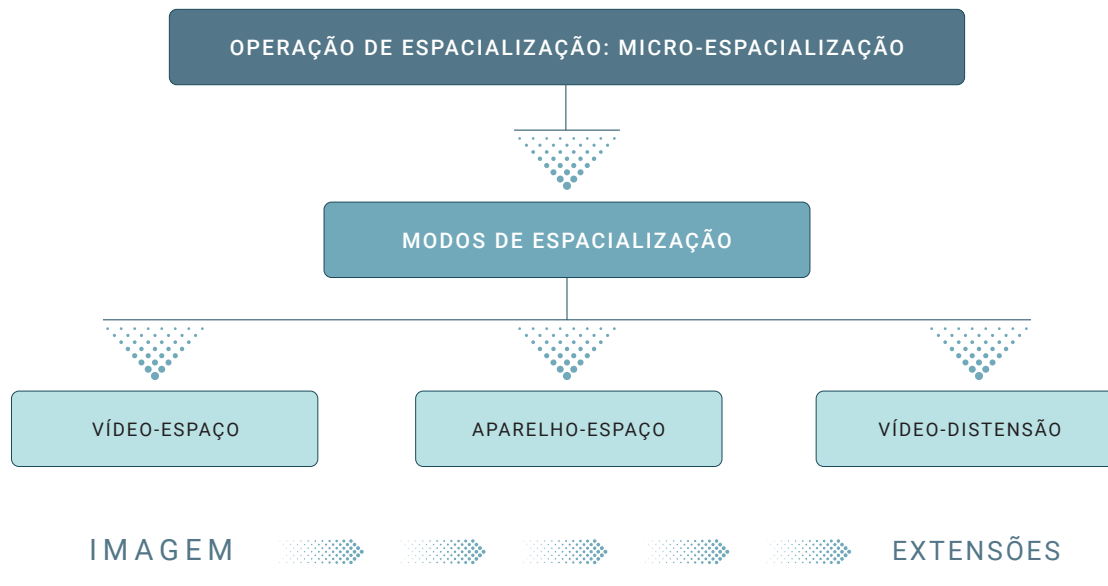 OPERAÇÃO DE ESPACIALIZAÇÃO: MICRO-ESPACIALIZAÇÃO
MODOS DE ESPACIALIZAÇÃO
VÍDEO-ESPAÇO
APARELHO-ESPAÇO
VÍDEO-DISTENSÃO
IMAGEM
EXTENSÕES